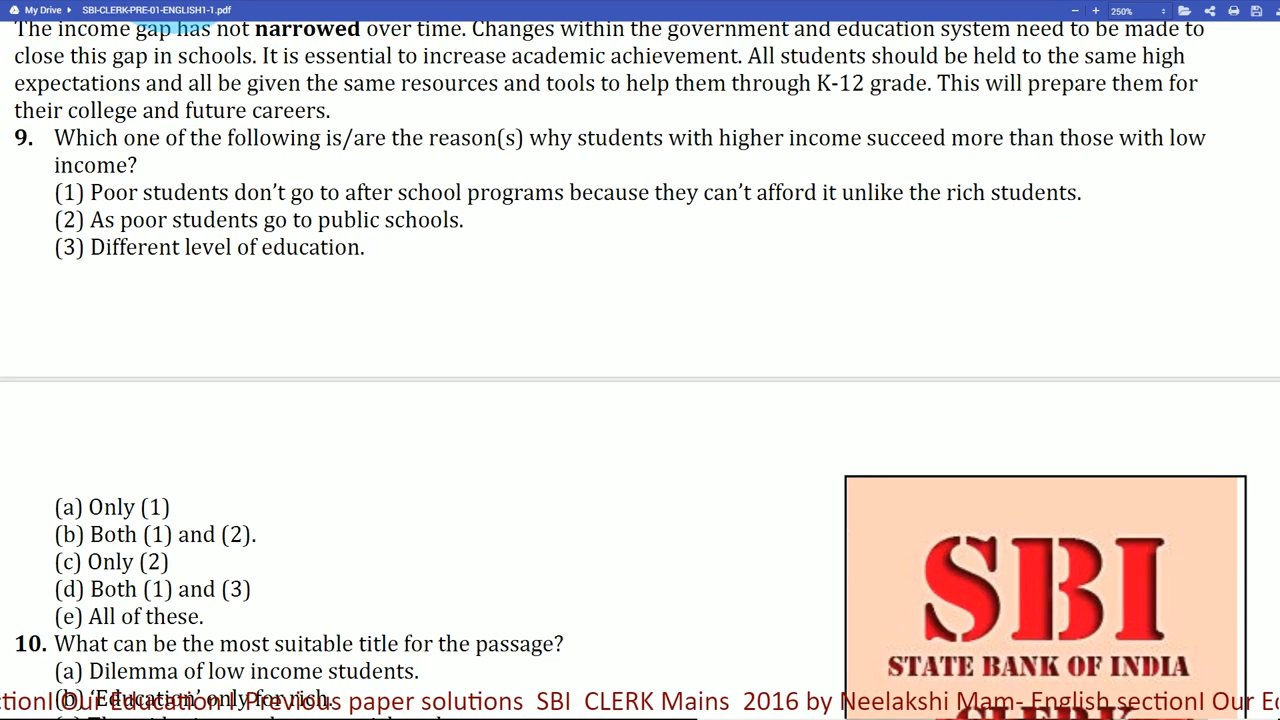 My Drive SBI-CLERK-PRE-01-ENGLISH1-1.pdf 250%
The income gap has not narrowed over time. Changes within the government and education system need to be made to
close this gap in schools. It is essential to increase academic achievement. All students should be held to the same high
expectations and all be given the same resources and tools to help them through K-12 grade. This will prepare them for
their college and future careers.
9. Which one of the following is/are the reason(s) why students with higher income succeed more than those with low
income?
(1) Poor students don't go to after school programs because they can't afford it unlike the rich students.
(2) As poor students go to public schools.
(3) Different level of education.
(a) Only (1)
(b) Both (1) and (2).
(c) Only (2)
(d) Both (1) and (3)
(e) All of these.
10. What can be the most suitable title for the passage?
(a) Dilemma of low income students.
(b) 'Education' only for rich.
SBI
STATE BANK OF INDIA
CLERK
ctionI Our Education I Previous paper solutions SBI CLERK Mains 2016 by Neelakshi Mam- English sectionI Our Ed